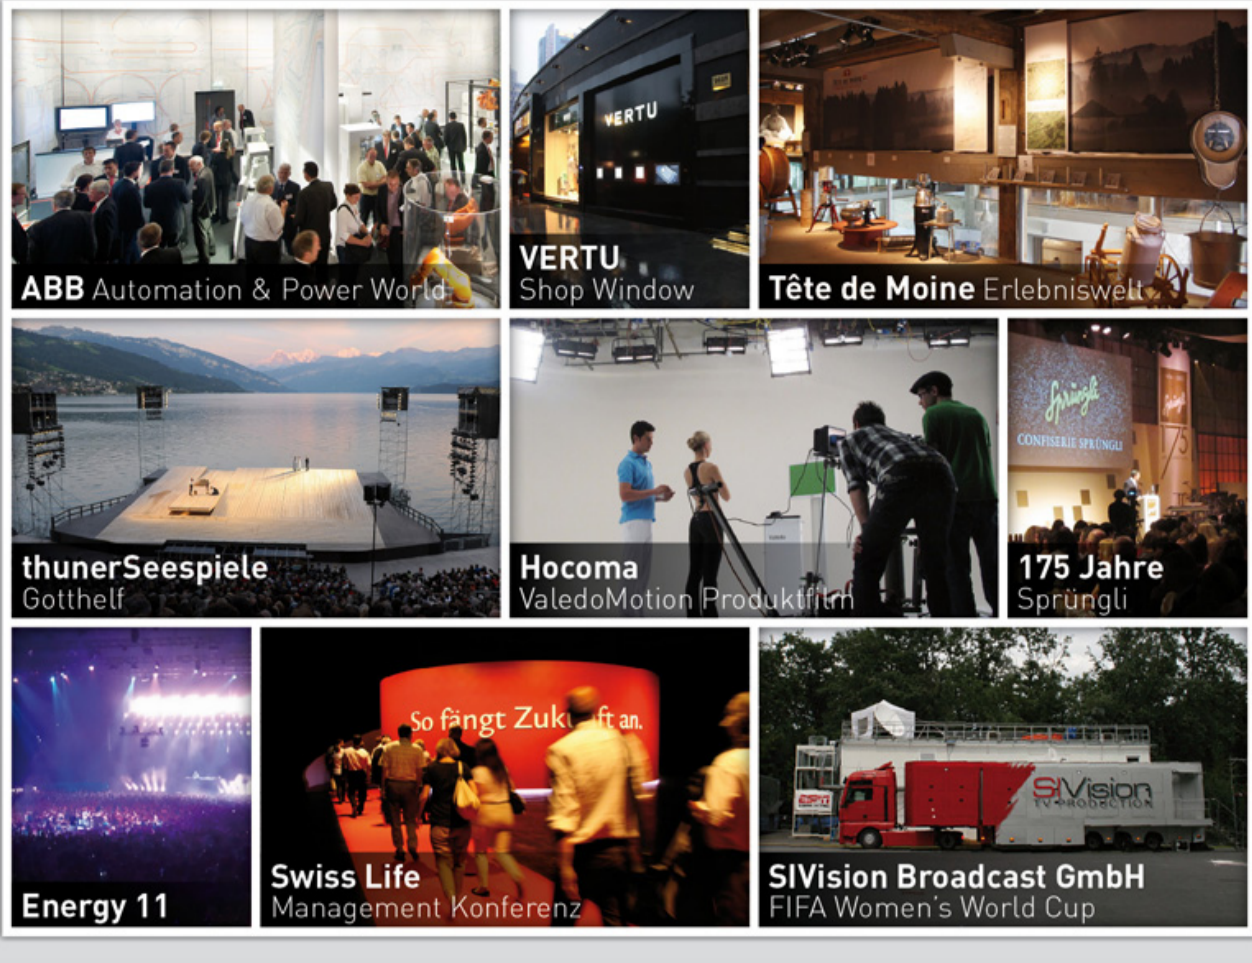 VERTU
ABB Automation & Power World
VERTU
Shop Window
Tête de Moine Erlebniswelt
Sprüngli
CONFISERIE SPRÜNGLI
175
thunerSeespiele
Gotthelf
Hocoma
ValedoMotion Produktfilm
175 Jahre
Sprüngli
So fängt Zukunft an.
SIVision
TV PRODUCTION
Energy 11
Swiss Life
Management Konferenz
SIVision Broadcast GmbH
FIFA Women's World Cup